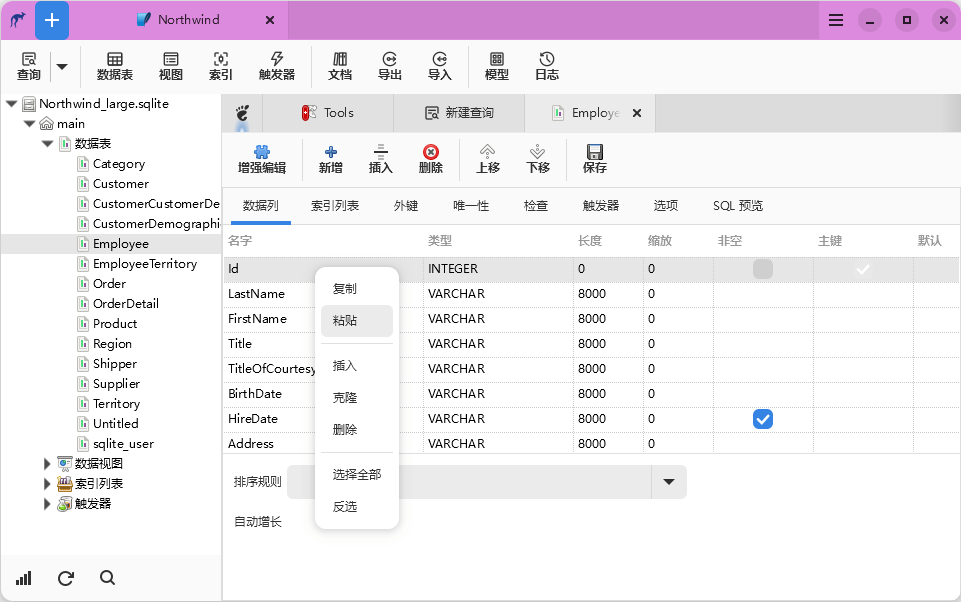 Northwind
查询
数据表
视图
索引
触发器
文档
导出
导入
模型
日志
Northwind_large.sqlite
main
数据表
Category
Customer
CustomerCustomerDe
CustomerDemographi
Employee
EmployeeTerritory
Order
OrderDetail
Product
Region
Shipper
Supplier
Territory
Untitled
sqlite_user
数据视图
索引列表
触发器
Tools
新建查询
Employe
增强编辑
新增
插入
删除
上移
下移
保存
数据列 索引列表 外键 唯一性 检查 触发器 选项 SQL 预览
名字 类型 长度 缩放 非空 主键 默认
Id INTEGER 0 0
LastName VARCHAR 8000 0
FirstName VARCHAR 8000 0
Title VARCHAR 8000 0
TitleOfCourtesy VARCHAR 8000 0
BirthDate VARCHAR 8000 0
HireDate VARCHAR 8000 0
Address VARCHAR 8000 0
排序规则
自动增长
复制
粘贴
插入
克隆
删除
选择全部
反选